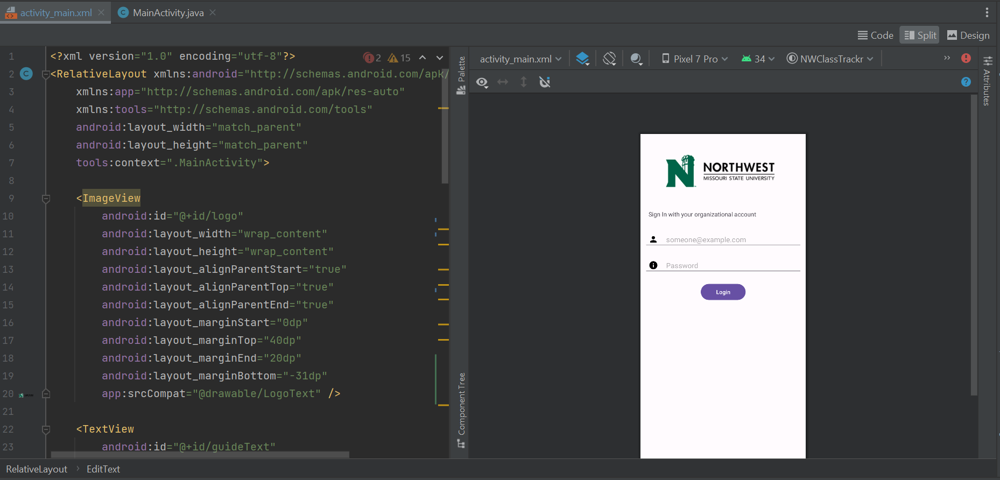 activity_main.xml MainActivity.java
Code Split Design
2 15
1 <?xml version="1.0" encoding="utf-8"?>
2 <RelativeLayout xmlns:android="http://schemas.android.com/apk/
3 xmlns:app="http://schemas.android.com/apk/res-auto"
4 xmlns:tools="http://schemas.android.com/tools"
5 android:layout_width="match_parent"
6 android:layout_height="match_parent"
7 tools:context=".MainActivity">
8
9 <ImageView
10 android:id="@+id/logo"
11 android:layout_width="wrap_content"
12 android:layout_height="wrap_content"
13 android:layout_alignParentStart="true"
14 android:layout_alignParentTop="true"
15 android:layout_alignParentEnd="true"
16 android:layout_marginStart="0dp"
17 android:layout_marginTop="40dp"
18 android:layout_marginEnd="20dp"
19 android:layout_marginBottom="-31dp"
20 app:srcCompat="@drawable/LogoText" />
21
22 <TextView
23 android:id="@+id/guideText"
RelativeLayout › EditText
Palette
Component Tree
activity_main.xml Pixel 7 Pro 34 NWClassTrackr
Attributes
N NORTHWEST
MISSOURI STATE UNIVERSITY
Sign In with your organizational account
someone@example.com
Password
Login